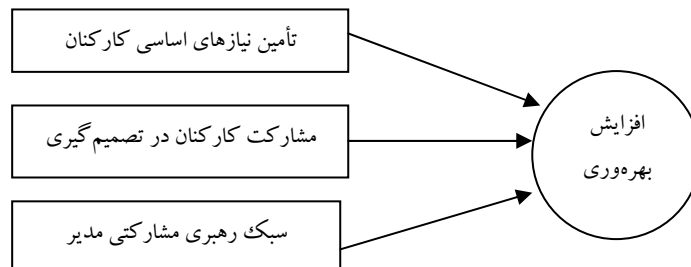 تأمین نیازهای اساسی کارکنان
مشارکت کارکنان در تصمیم‌گیری
سبک رهبری مشارکتی مدیر
افزایش
بهره‌وری